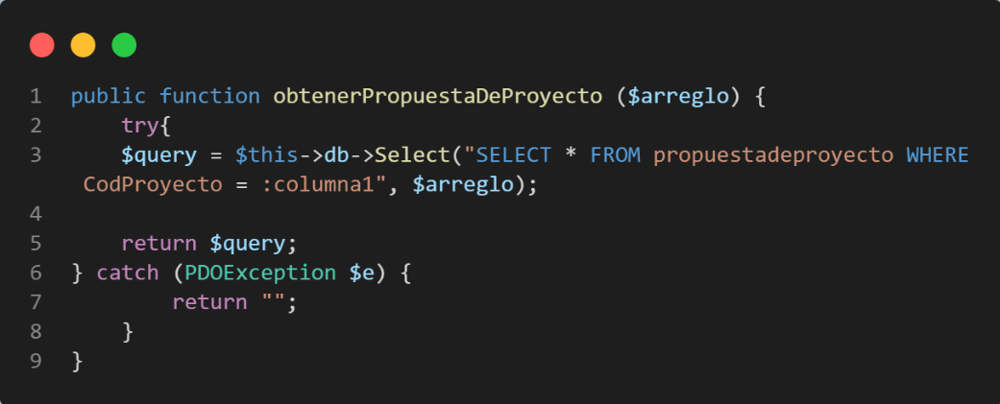 1 public function obtenerPropuestaDeProyecto ($arreglo) {
2 try{
3 $query = $this->db->Select("SELECT * FROM propuestadeproyecto WHERE
CodProyecto = :columna1", $arreglo);
4
5 return $query;
6 } catch (PDOException $e) {
7 return "";
8 }
9 }